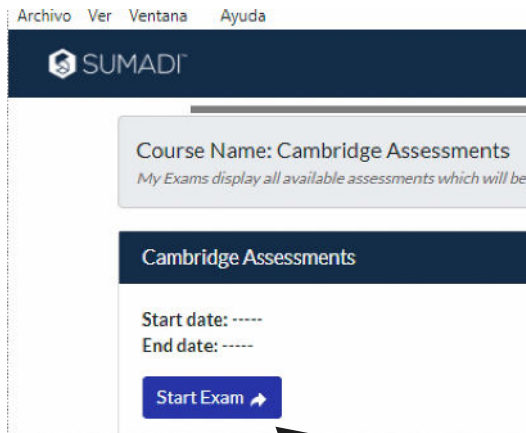 Archivo Ver Ventana Ayuda
SUMADI™
Course Name: Cambridge Assessments
My Exams display all available assessments which will be
Cambridge Assessments
Start date: -----
End date: -----
Start Exam